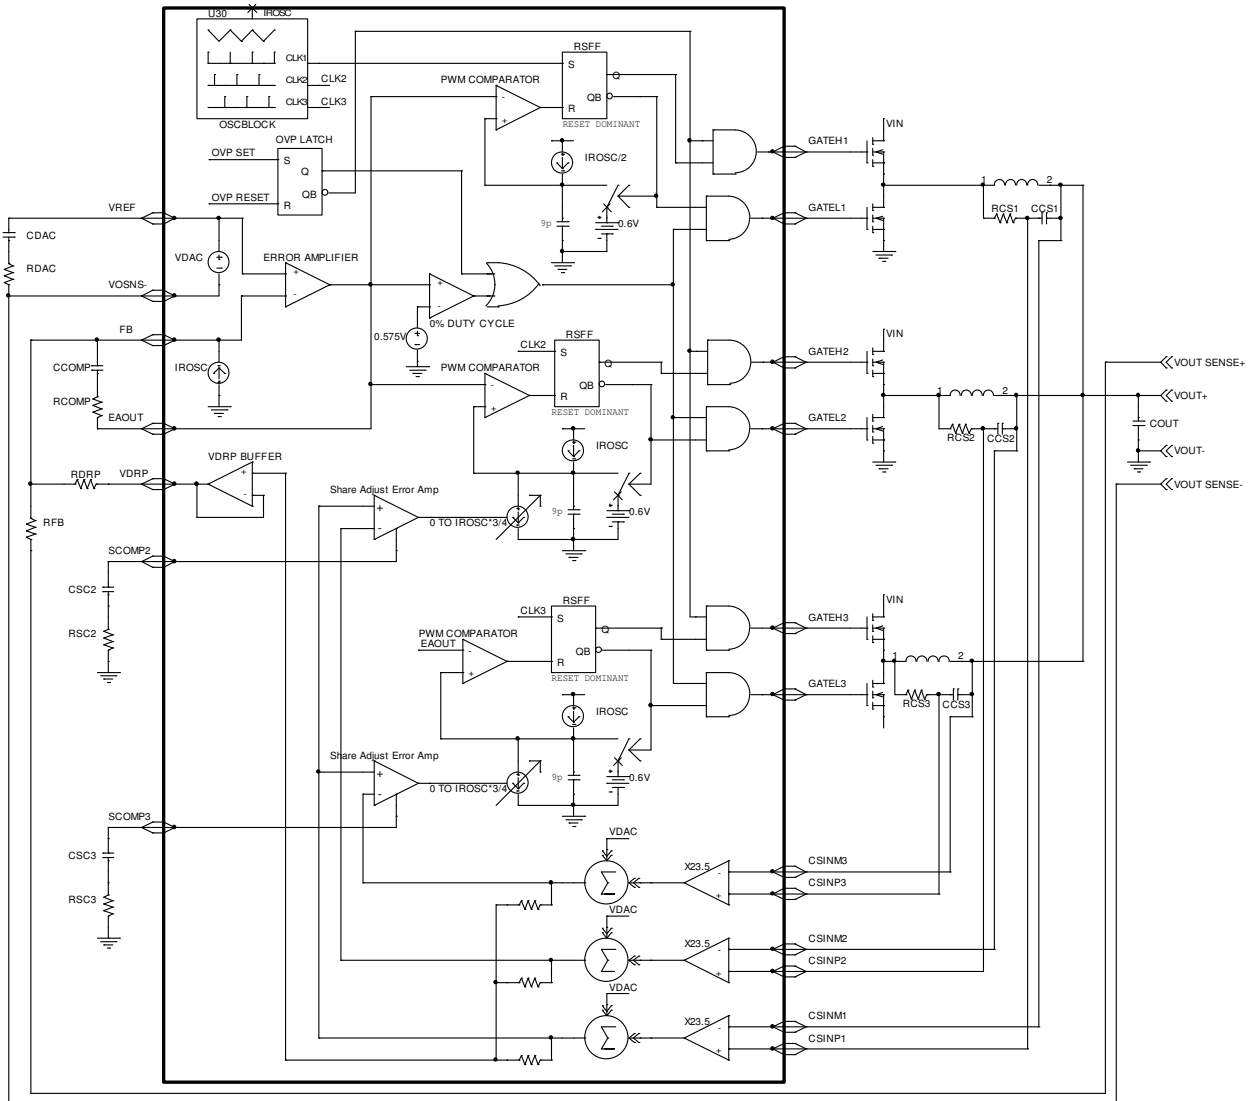 U30
IROSC
CLK1
CLK2
CLK2
CLK3
CLK3
OSCBLOCK
RSFF
S
Q
QB
R
RESET DOMINANT
PWM COMPARATOR
-
+
OVP LATCH
OVP SET
S
Q
QB
OVP RESET
R
IROSC/2
9p
0.6V
GATEH1
VIN
GATEL1
1
2
RCS1
CCS1
VREF
CDAC
RDAC
VDAC
VOSNS-
ERROR AMPLIFIER
+
-
+
-
0% DUTY CYCLE
0.575V
FB
CCOMP
RCOMP
IROSC
EAOUT
RSFF
CLK2
S
Q
QB
R
RESET DOMINANT
PWM COMPARATOR
-
+
GATEH2
VIN
GATEL2
1
2
RCS2
CCS2
VOUT SENSE+
VOUT+
COUT
VOUT-
VOUT SENSE-
IROSC
9p
0.6V
VDRP BUFFER
+
-
RDRP
VDRP
RFB
Share Adjust Error Amp
+
-
0 TO IROSC*3/4
SCOMP2
CSC2
RSC2
RSFF
CLK3
S
Q
QB
R
RESET DOMINANT
PWM COMPARATOR
EAOUT
-
+
GATEH3
VIN
GATEL3
1
2
RCS3
CCS3
IROSC
9p
0.6V
Share Adjust Error Amp
+
-
0 TO IROSC*3/4
SCOMP3
CSC3
RSC3
VDAC
Σ
X23.5
-
+
CSINM3
CSINP3
VDAC
Σ
X23.5
-
+
CSINM2
CSINP2
VDAC
Σ
X23.5
-
+
CSINM1
CSINP1